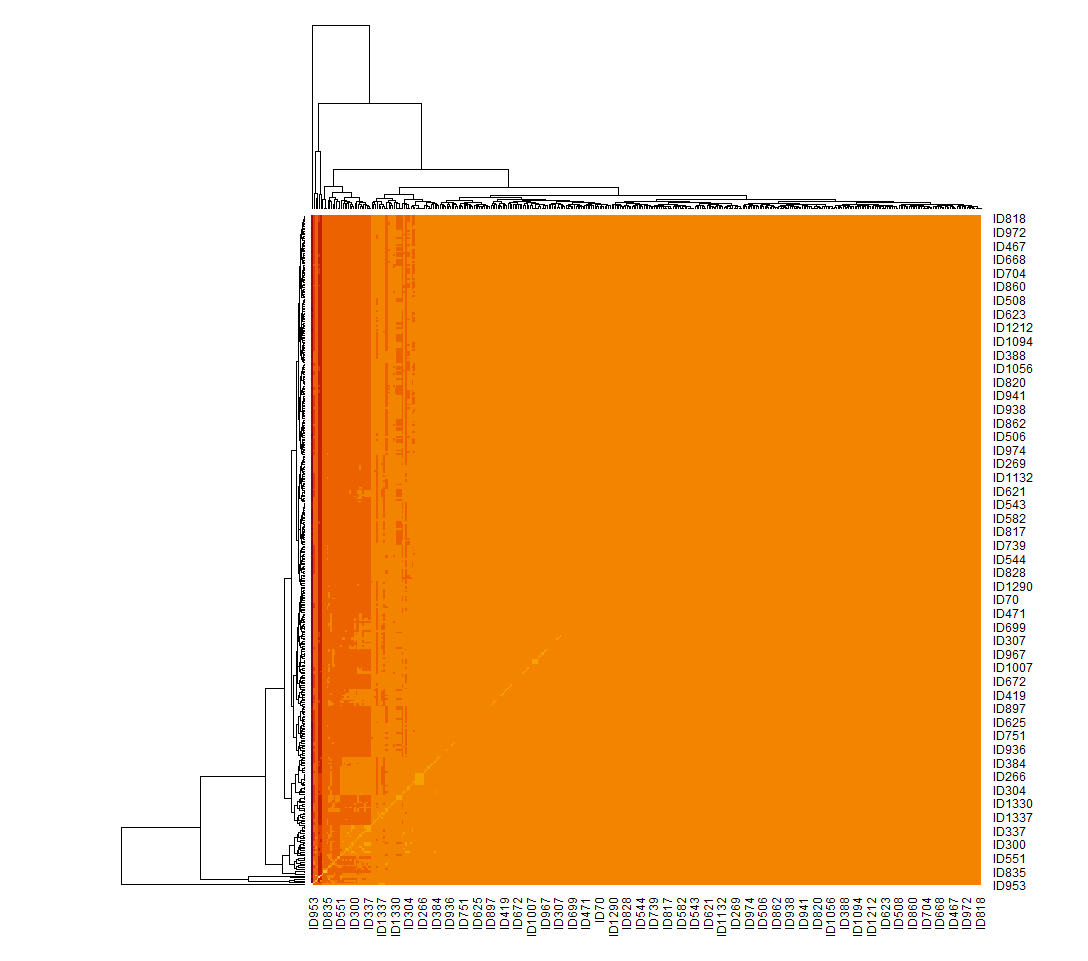 ID818
ID972
ID467
ID668
ID704
ID860
ID508
ID623
ID1212
ID1094
ID388
ID1056
ID820
ID941
ID938
ID862
ID506
ID974
ID269
ID1132
ID621
ID543
ID582
ID817
ID739
ID544
ID828
ID1290
ID70
ID471
ID699
ID307
ID967
ID1007
ID672
ID419
ID897
ID625
ID751
ID936
ID384
ID266
ID304
ID1330
ID1337
ID337
ID300
ID551
ID835
ID953
ID953
ID835
ID551
ID300
ID337
ID1337
ID1330
ID304
ID266
ID384
ID936
ID751
ID625
ID897
ID419
ID672
ID1007
ID967
ID307
ID699
ID471
ID70
ID1290
ID828
ID544
ID739
ID817
ID582
ID543
ID621
ID1132
ID269
ID974
ID506
ID862
ID938
ID941
ID820
ID1056
ID388
ID1094
ID1212
ID623
ID508
ID860
ID704
ID668
ID467
ID972
ID818